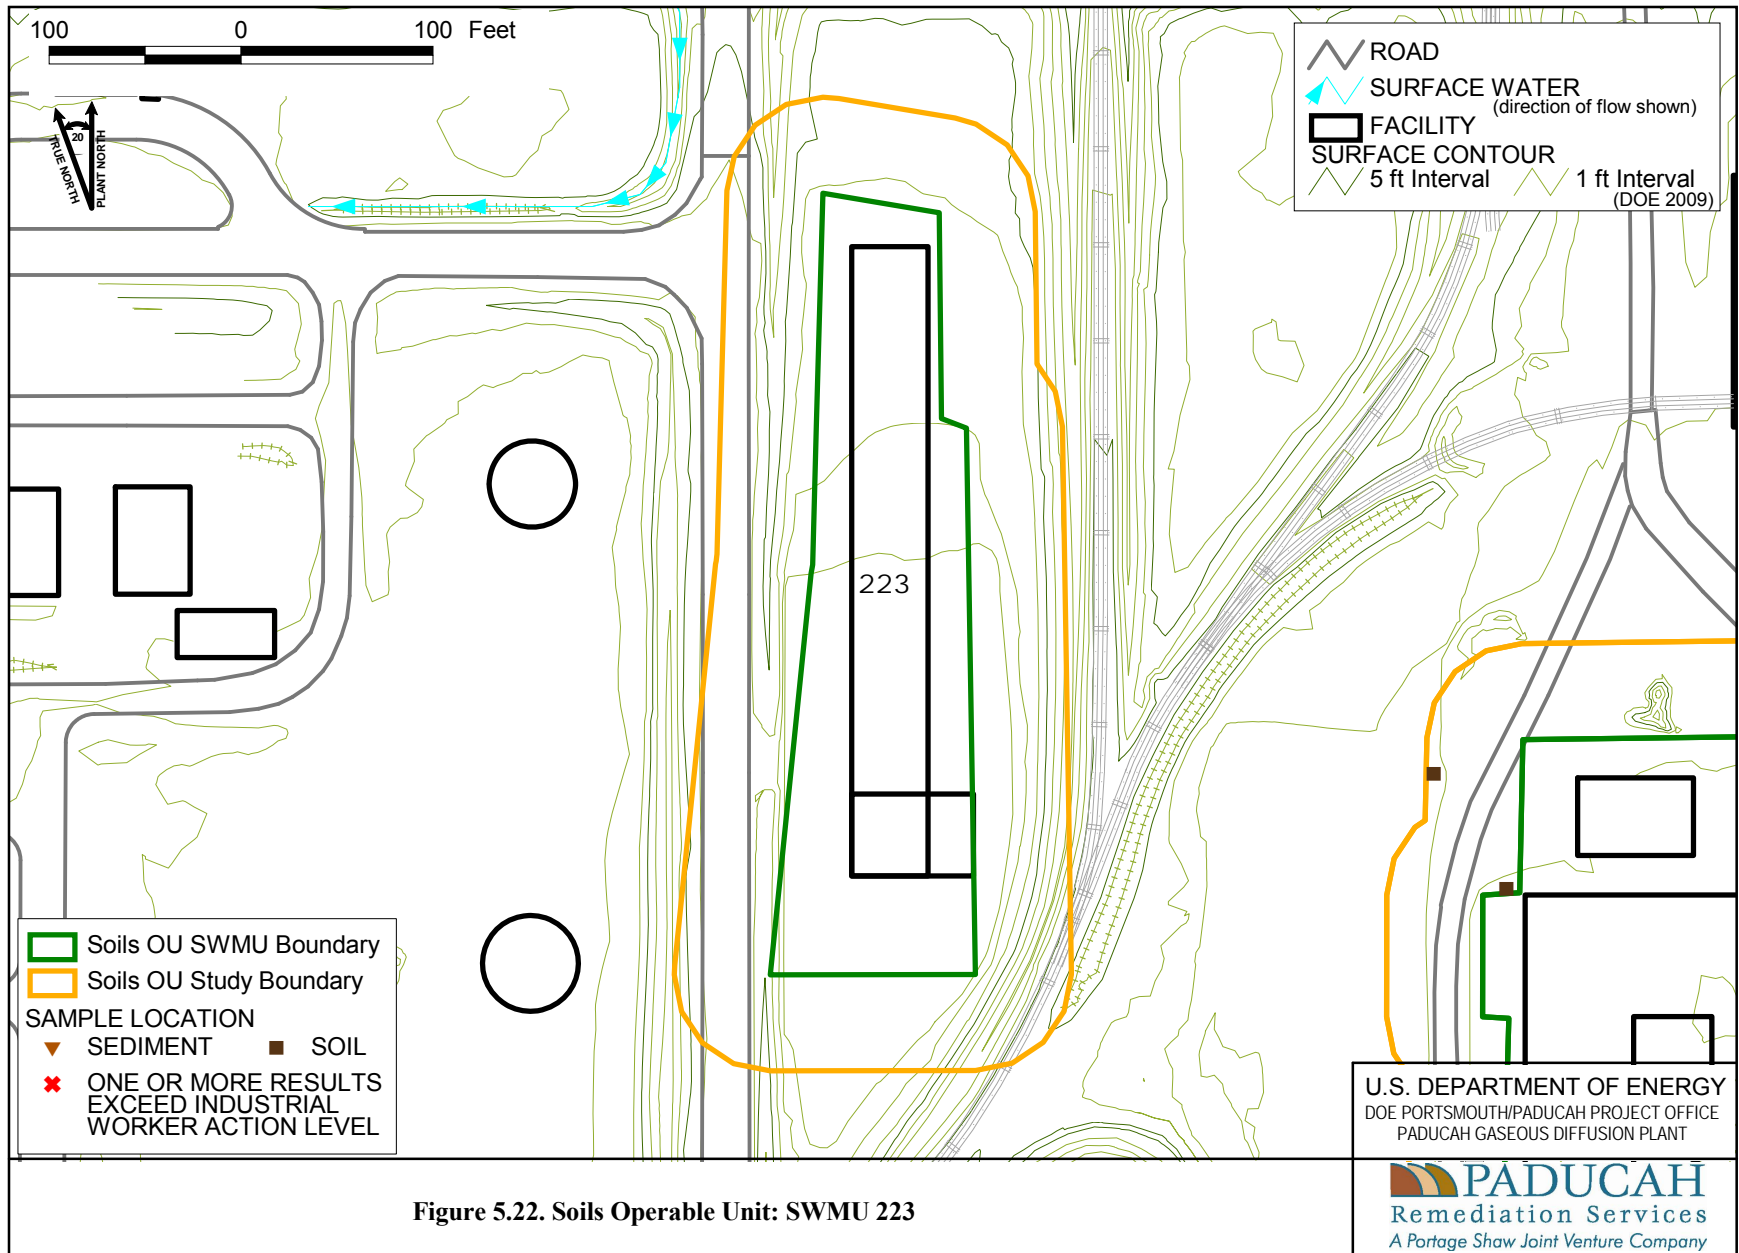 100 0 100 Feet
20
TRUE NORTH
PLANT NORTH
ROAD
SURFACE WATER
(direction of flow shown)
FACILITY
SURFACE CONTOUR
5 ft Interval 1 ft Interval
(DOE 2009)
223
Soils OU SWMU Boundary
Soils OU Study Boundary
SAMPLE LOCATION
SEDIMENT SOIL
ONE OR MORE RESULTS
EXCEED INDUSTRIAL
WORKER ACTION LEVEL
U.S. DEPARTMENT OF ENERGY
DOE PORTSMOUTH/PADUCAH PROJECT OFFICE
PADUCAH GASEOUS DIFFUSION PLANT
Figure 5.22. Soils Operable Unit: SWMU 223
PADUCAH
Remediation Services
A Portage Shaw Joint Venture Company